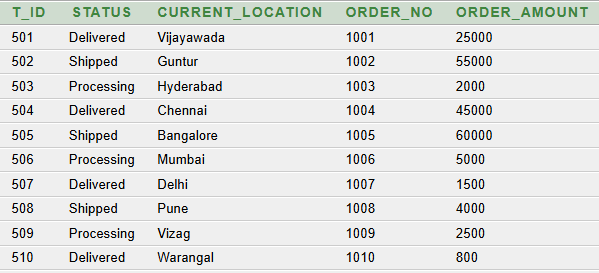 T_ID STATUS CURRENT_LOCATION ORDER_NO ORDER_AMOUNT
501 Delivered Vijayawada 1001 25000
502 Shipped Guntur 1002 55000
503 Processing Hyderabad 1003 2000
504 Delivered Chennai 1004 45000
505 Shipped Bangalore 1005 60000
506 Processing Mumbai 1006 5000
507 Delivered Delhi 1007 1500
508 Shipped Pune 1008 4000
509 Processing Vizag 1009 2500
510 Delivered Warangal 1010 800